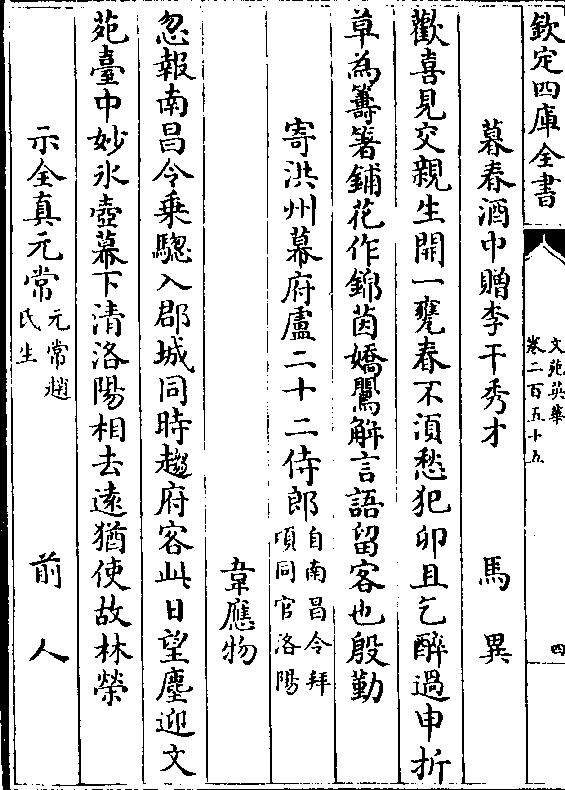 欽定四庫全書
文苑英華
卷二百五十五
四
暮春酒中贈李干秀才
馬異
歡喜見交親生開一甕春不湏愁犯卯且乞醉過申折
草為籌箸鋪花作錦茵嬌鸎解言語留客也殷勤
寄洪州幕府盧二十二侍郎
自南昌令拜
項同官洛陽
韋應物
忽報南昌令乗驄入郡城同時趨府客此日望塵迎文
苑臺中妙氷壺幕下清洛陽相去逺猶使故林榮
示全真元常
元常趙
氏生
前人